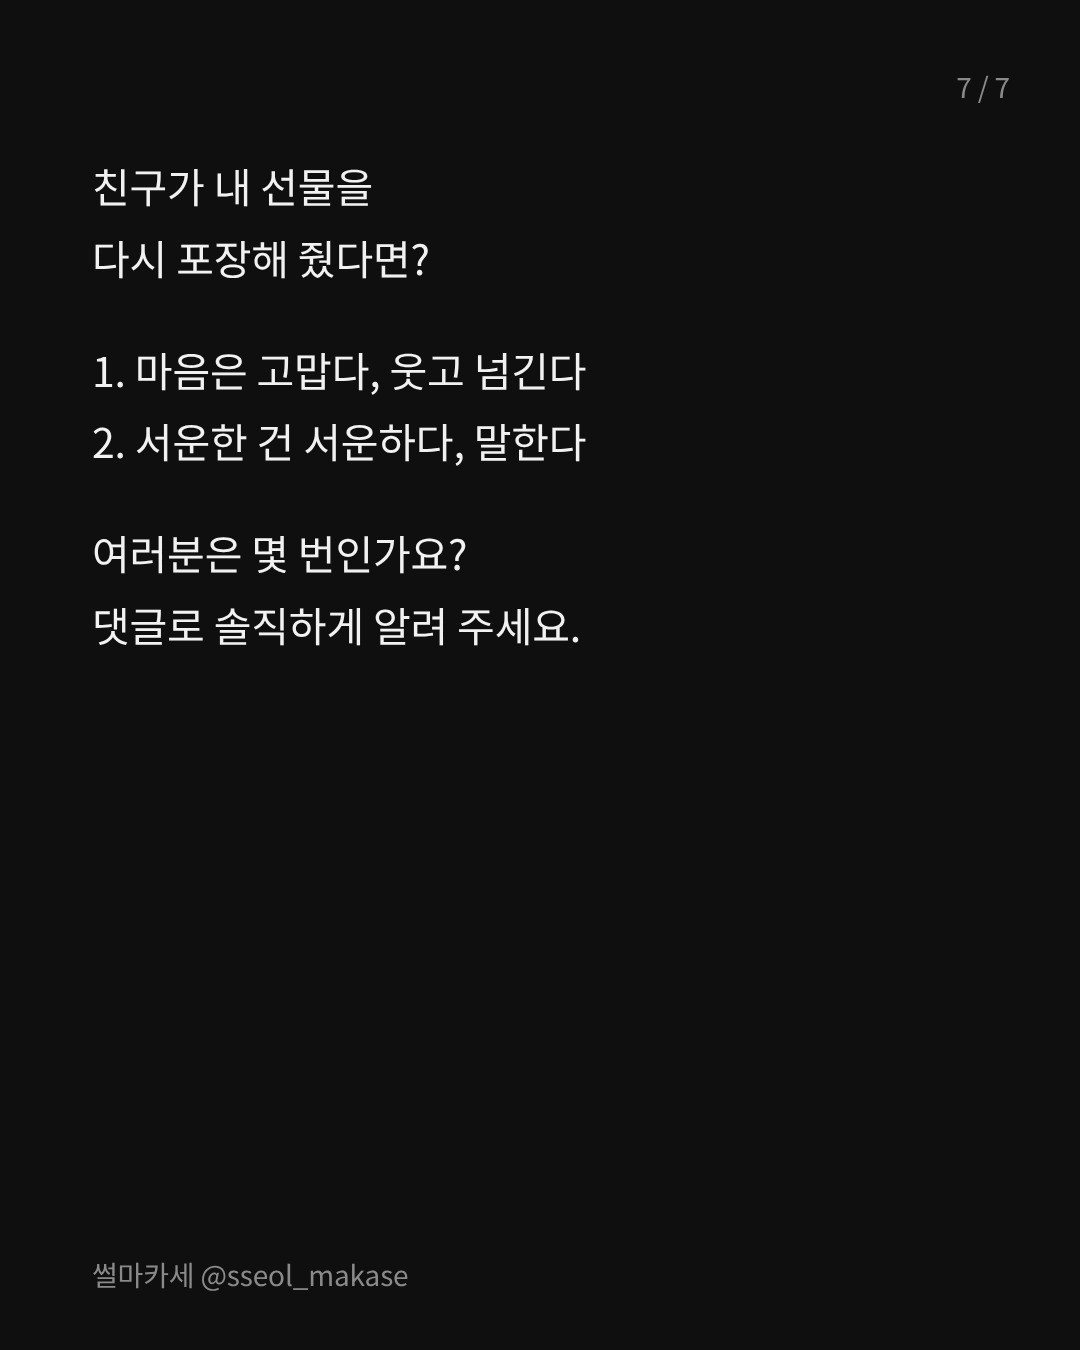 7 / 7
친구가 내 선물을
다시 포장해 줬다면?
1. 마음은 고맙다, 웃고 넘긴다
2. 서운한 건 서운하다, 말한다
여러분은 몇 번인가요?
댓글로 솔직하게 알려 주세요.
썰마카세 @sseol_makase